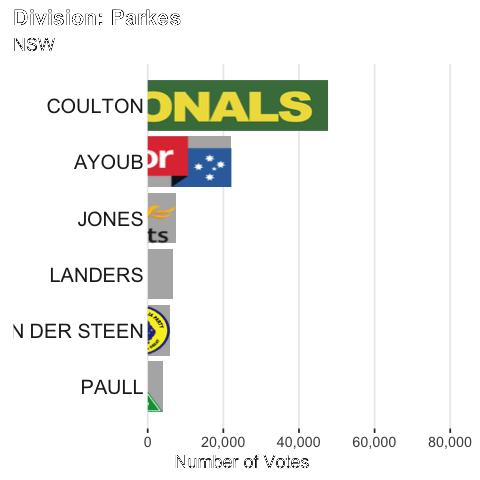 Division: Parkes
NSW
COULTON
ONALS
AYOUB
or
JONES
ts
LANDERS
N DER STEEN
PAULL
0 20,000 40,000 60,000 80,000
Number of Votes